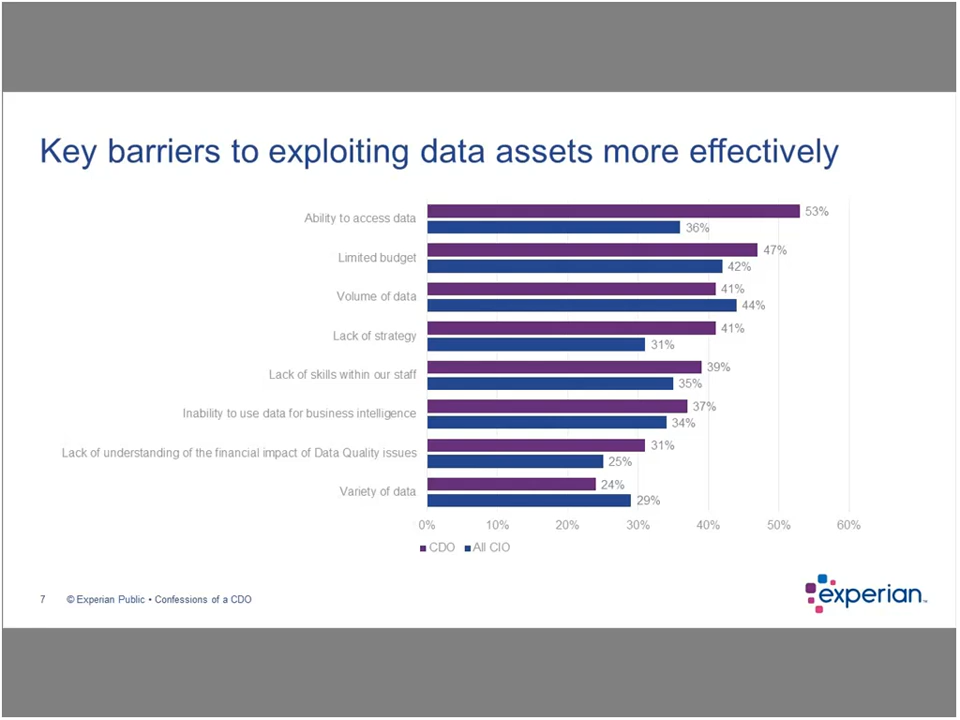 Key barriers to exploiting data assets more effectively
Ability to access data
53%
36%
Limited budget
47%
42%
Volume of data
41%
44%
Lack of strategy
41%
31%
Lack of skills within our staff
39%
35%
Inability to use data for business intelligence
37%
34%
Lack of understanding of the financial impact of Data Quality issues
31%
25%
Variety of data
24%
29%
0% 10% 20% 30% 40% 50% 60%
CDO All CIO
7 © Experian Public • Confessions of a CDO
experian™